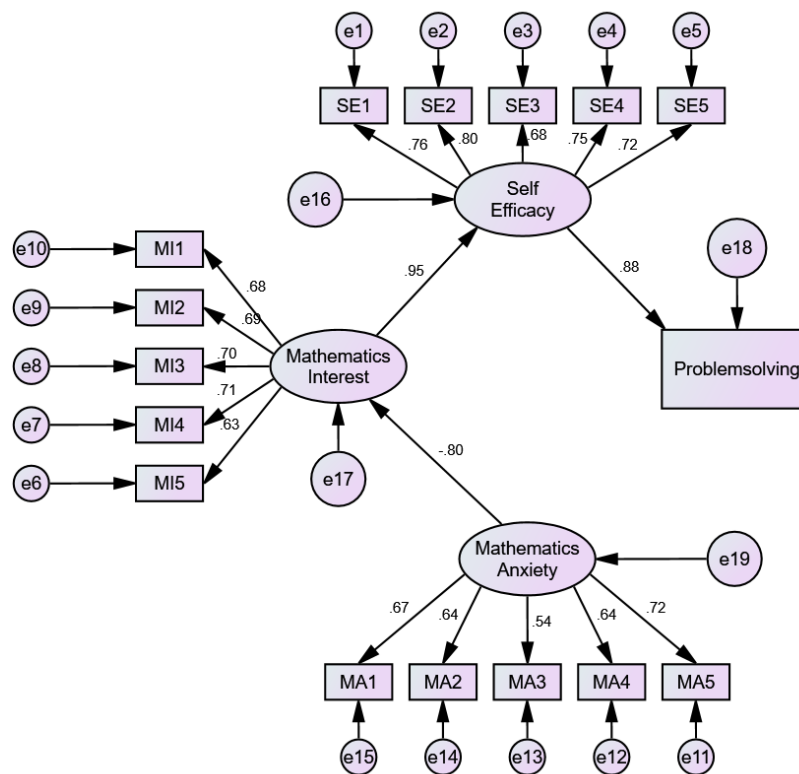 e1 e2 e3 e4 e5
SE1 SE2 SE3 SE4 SE5
.76 .80 .68 .75 .72
e16
Self
Efficacy
e10 MI1
e18
.95 .88
.68
e9 MI2
.69
e8 MI3
.70
Mathematics
Interest
Problemsolving
.71
e7 MI4
.63
-.80
e6 MI5
e17
Mathematics
Anxiety
e19
.67 .64 .54 .64 .72
MA1 MA2 MA3 MA4 MA5
e15 e14 e13 e12 e11